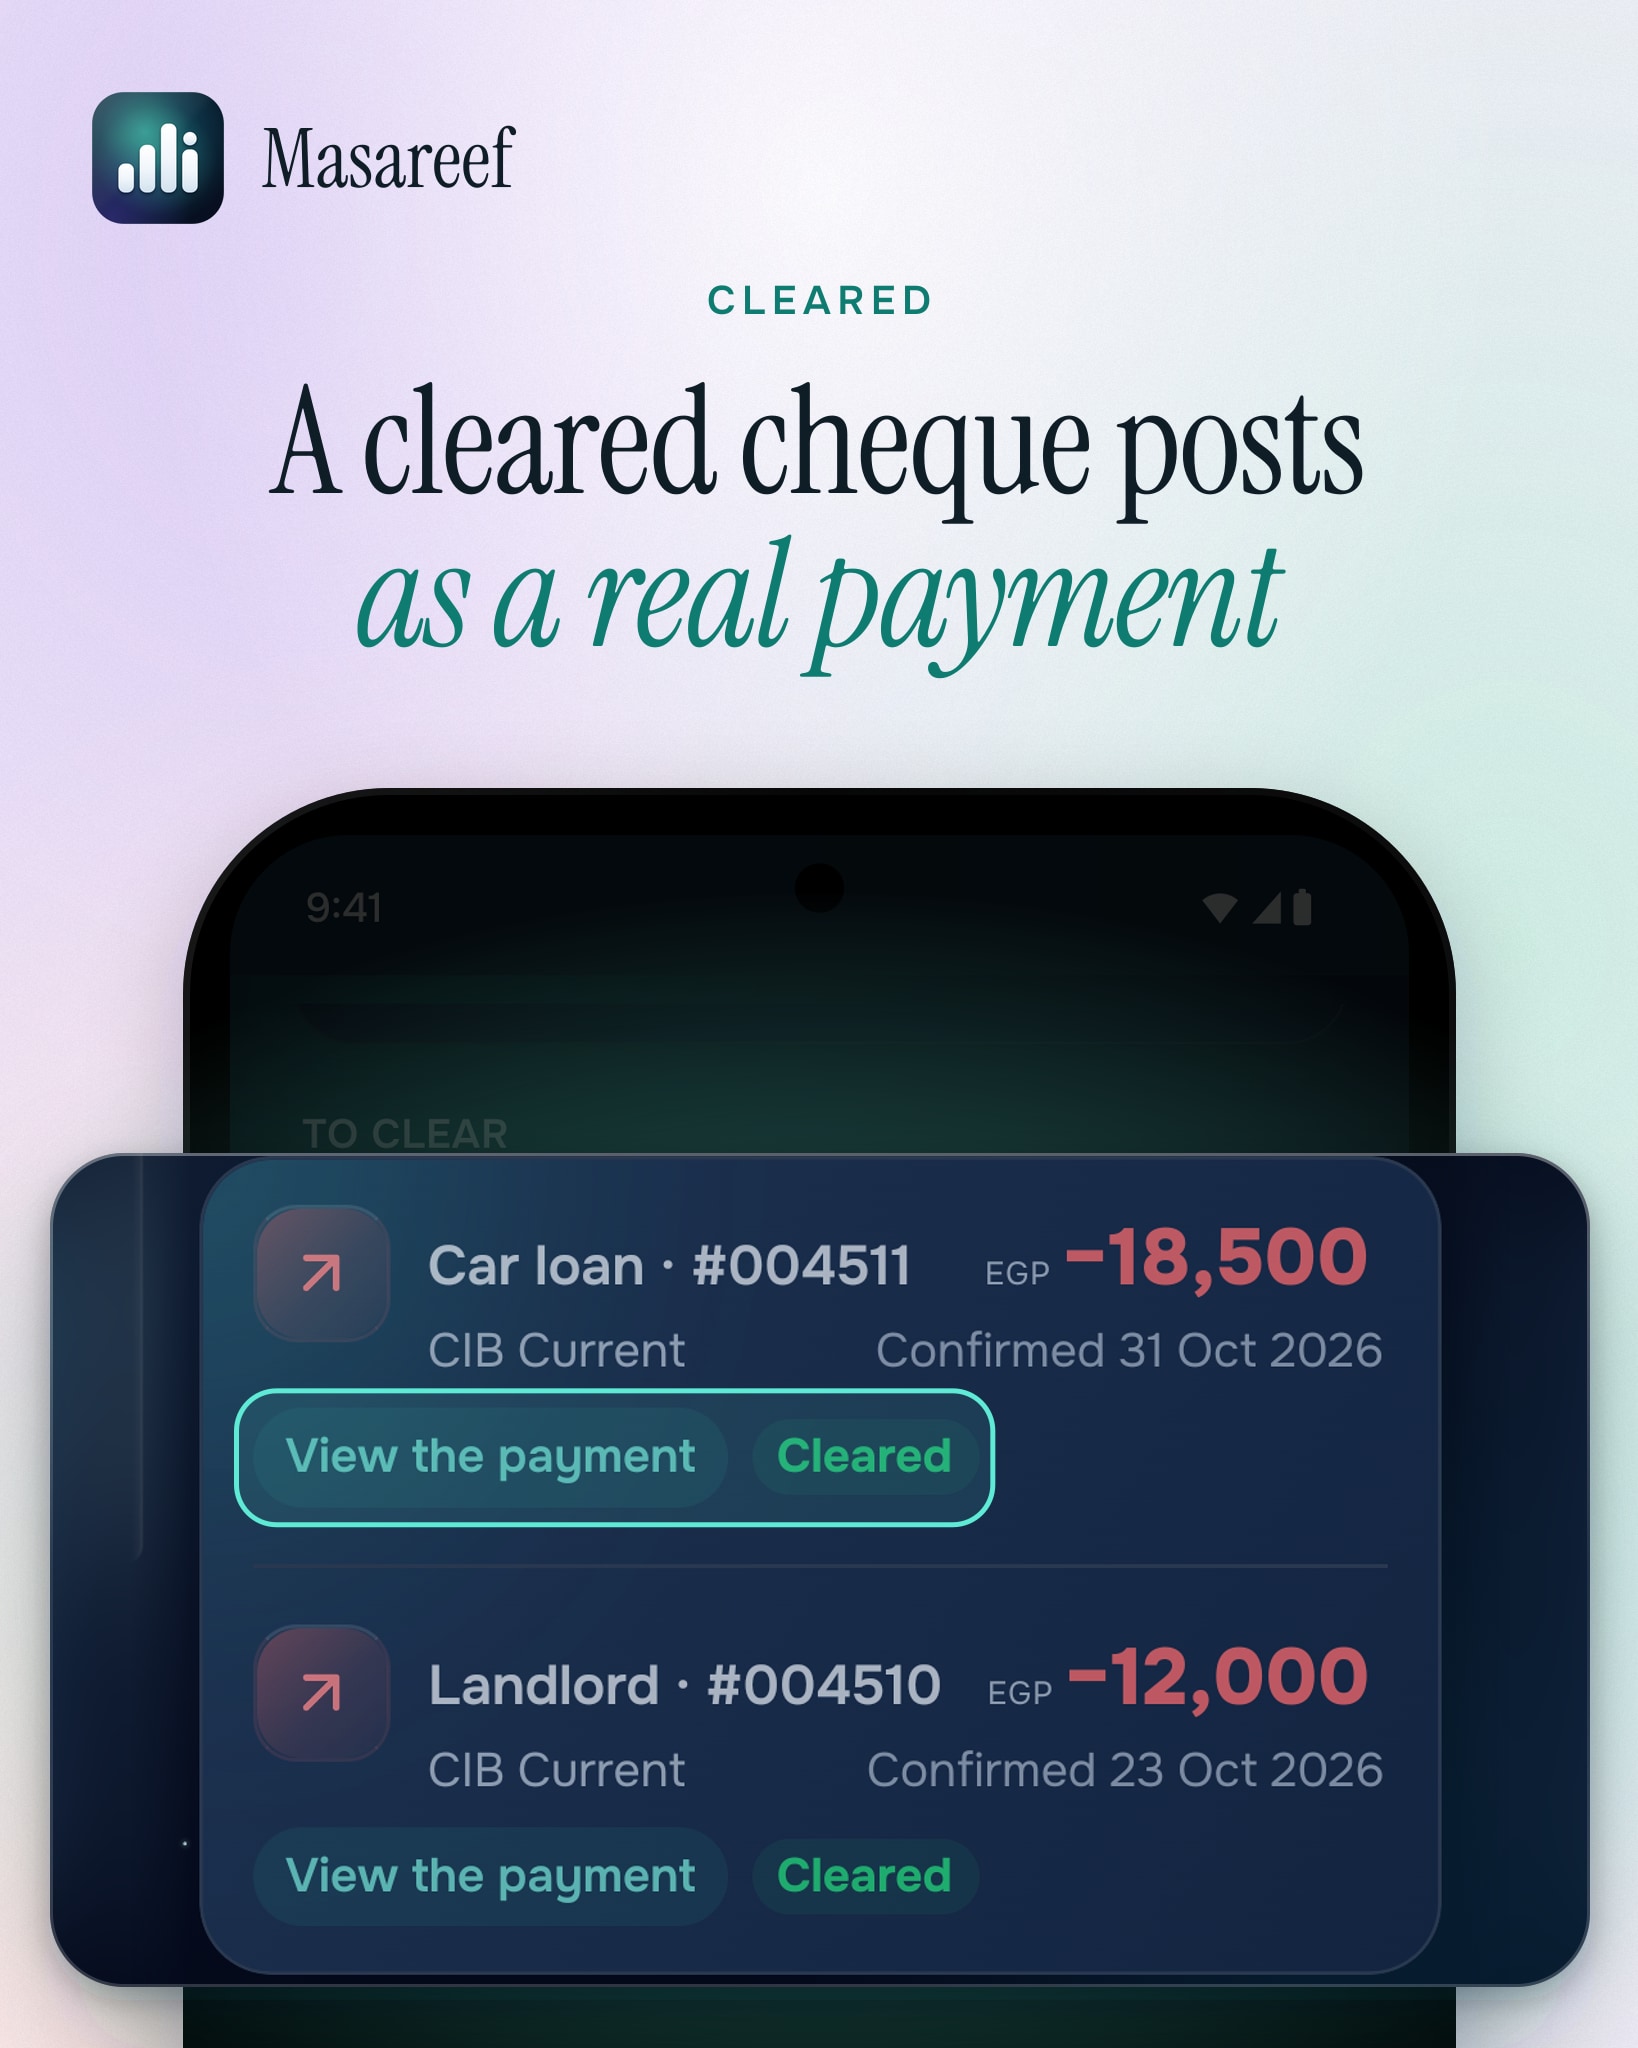 Masareef
CLEARED
A cleared cheque posts
as a real payment
9:41
TO CLEAR
Car loan · #004511 EGP −18,500
CIB Current Confirmed 31 Oct 2026
View the payment Cleared
Landlord · #004510 EGP −12,000
CIB Current Confirmed 23 Oct 2026
View the payment Cleared